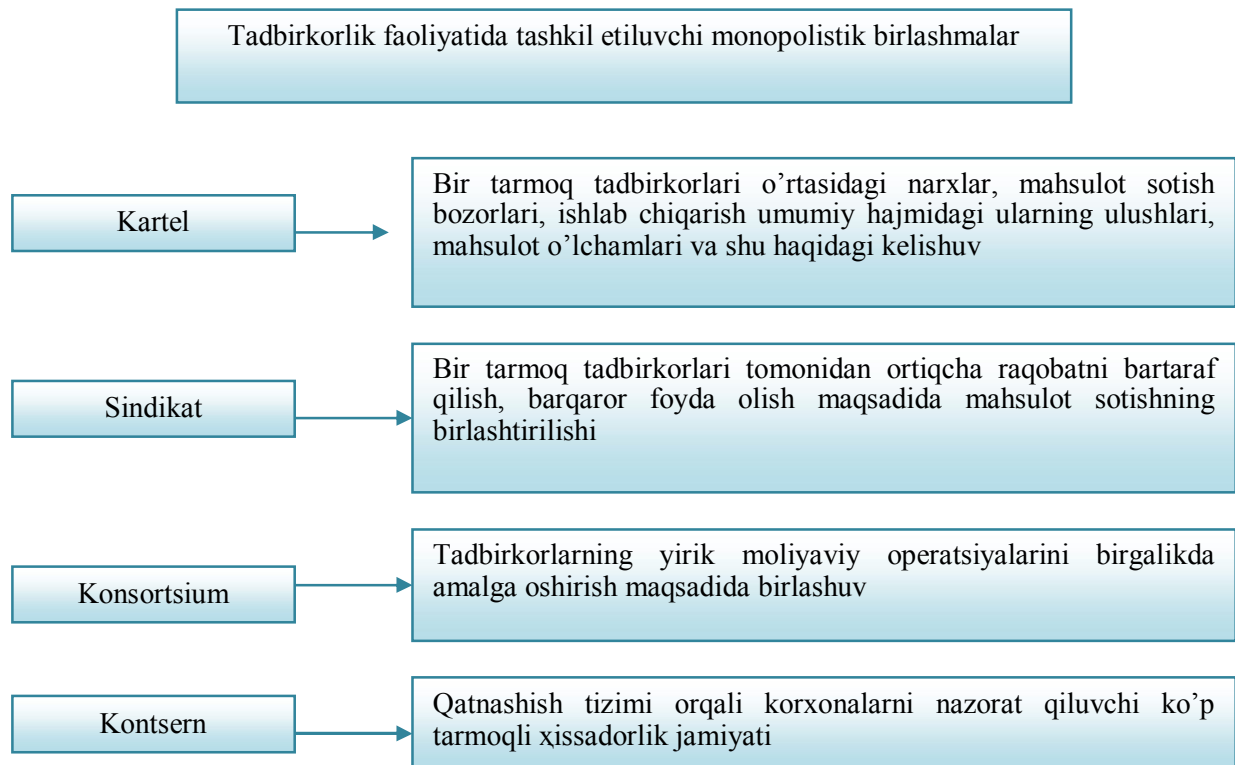 Tadbirkorlik faoliyatida tashkil etiluvchi monopolistik birlashmalar
Kartel
Bir tarmoq tadbirkorlari o’rtasidagi narxlar, mahsulot sotish
bozorlari, ishlab chiqarish umumiy hajmidagi ularning ulushlari,
mahsulot o’lchamlari va shu haqidagi kelishuv
Sindikat
Bir tarmoq tadbirkorlari tomonidan ortiqcha raqobatni bartaraf
qilish, barqaror foyda olish maqsadida mahsulot sotishning
birlashtirilishi
Konsortsium
Tadbirkorlarning yirik moliyaviy operatsiyalarini birgalikda
amalga oshirish maqsadida birlashuv
Kontsern
Qatnashish tizimi orqali korxonalarni nazorat qiluvchi ko’p
tarmoqli ҳissadorlik jamiyati